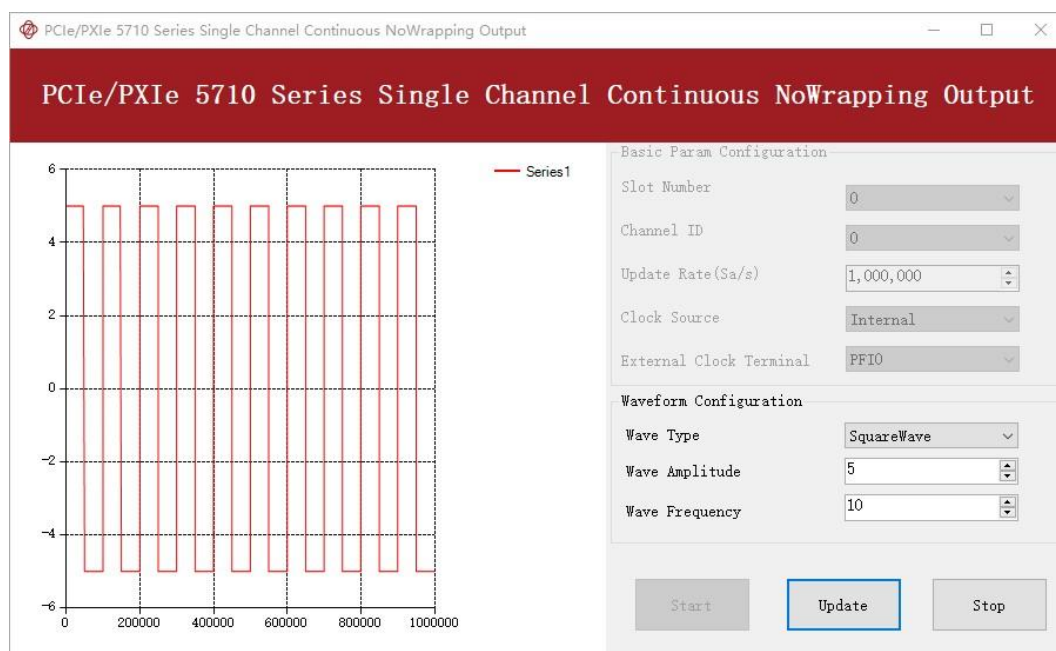 PCIe/PXIe 5710 Series Single Channel Continuous NoWrapping Output
PCIe/PXIe 5710 Series Single Channel Continuous NoWrapping Output
Series1
6
4
2
0
-2
-4
-6
0 200000 400000 600000 800000 1000000
Basic Param Configuration
Slot Number 0
Channel ID 0
Update Rate(Sa/s) 1,000,000
Clock Source Internal
External Clock Terminal PFI0
Waveform Configuration
Wave Type SquareWave
Wave Amplitude 5
Wave Frequency 10
Start Update Stop